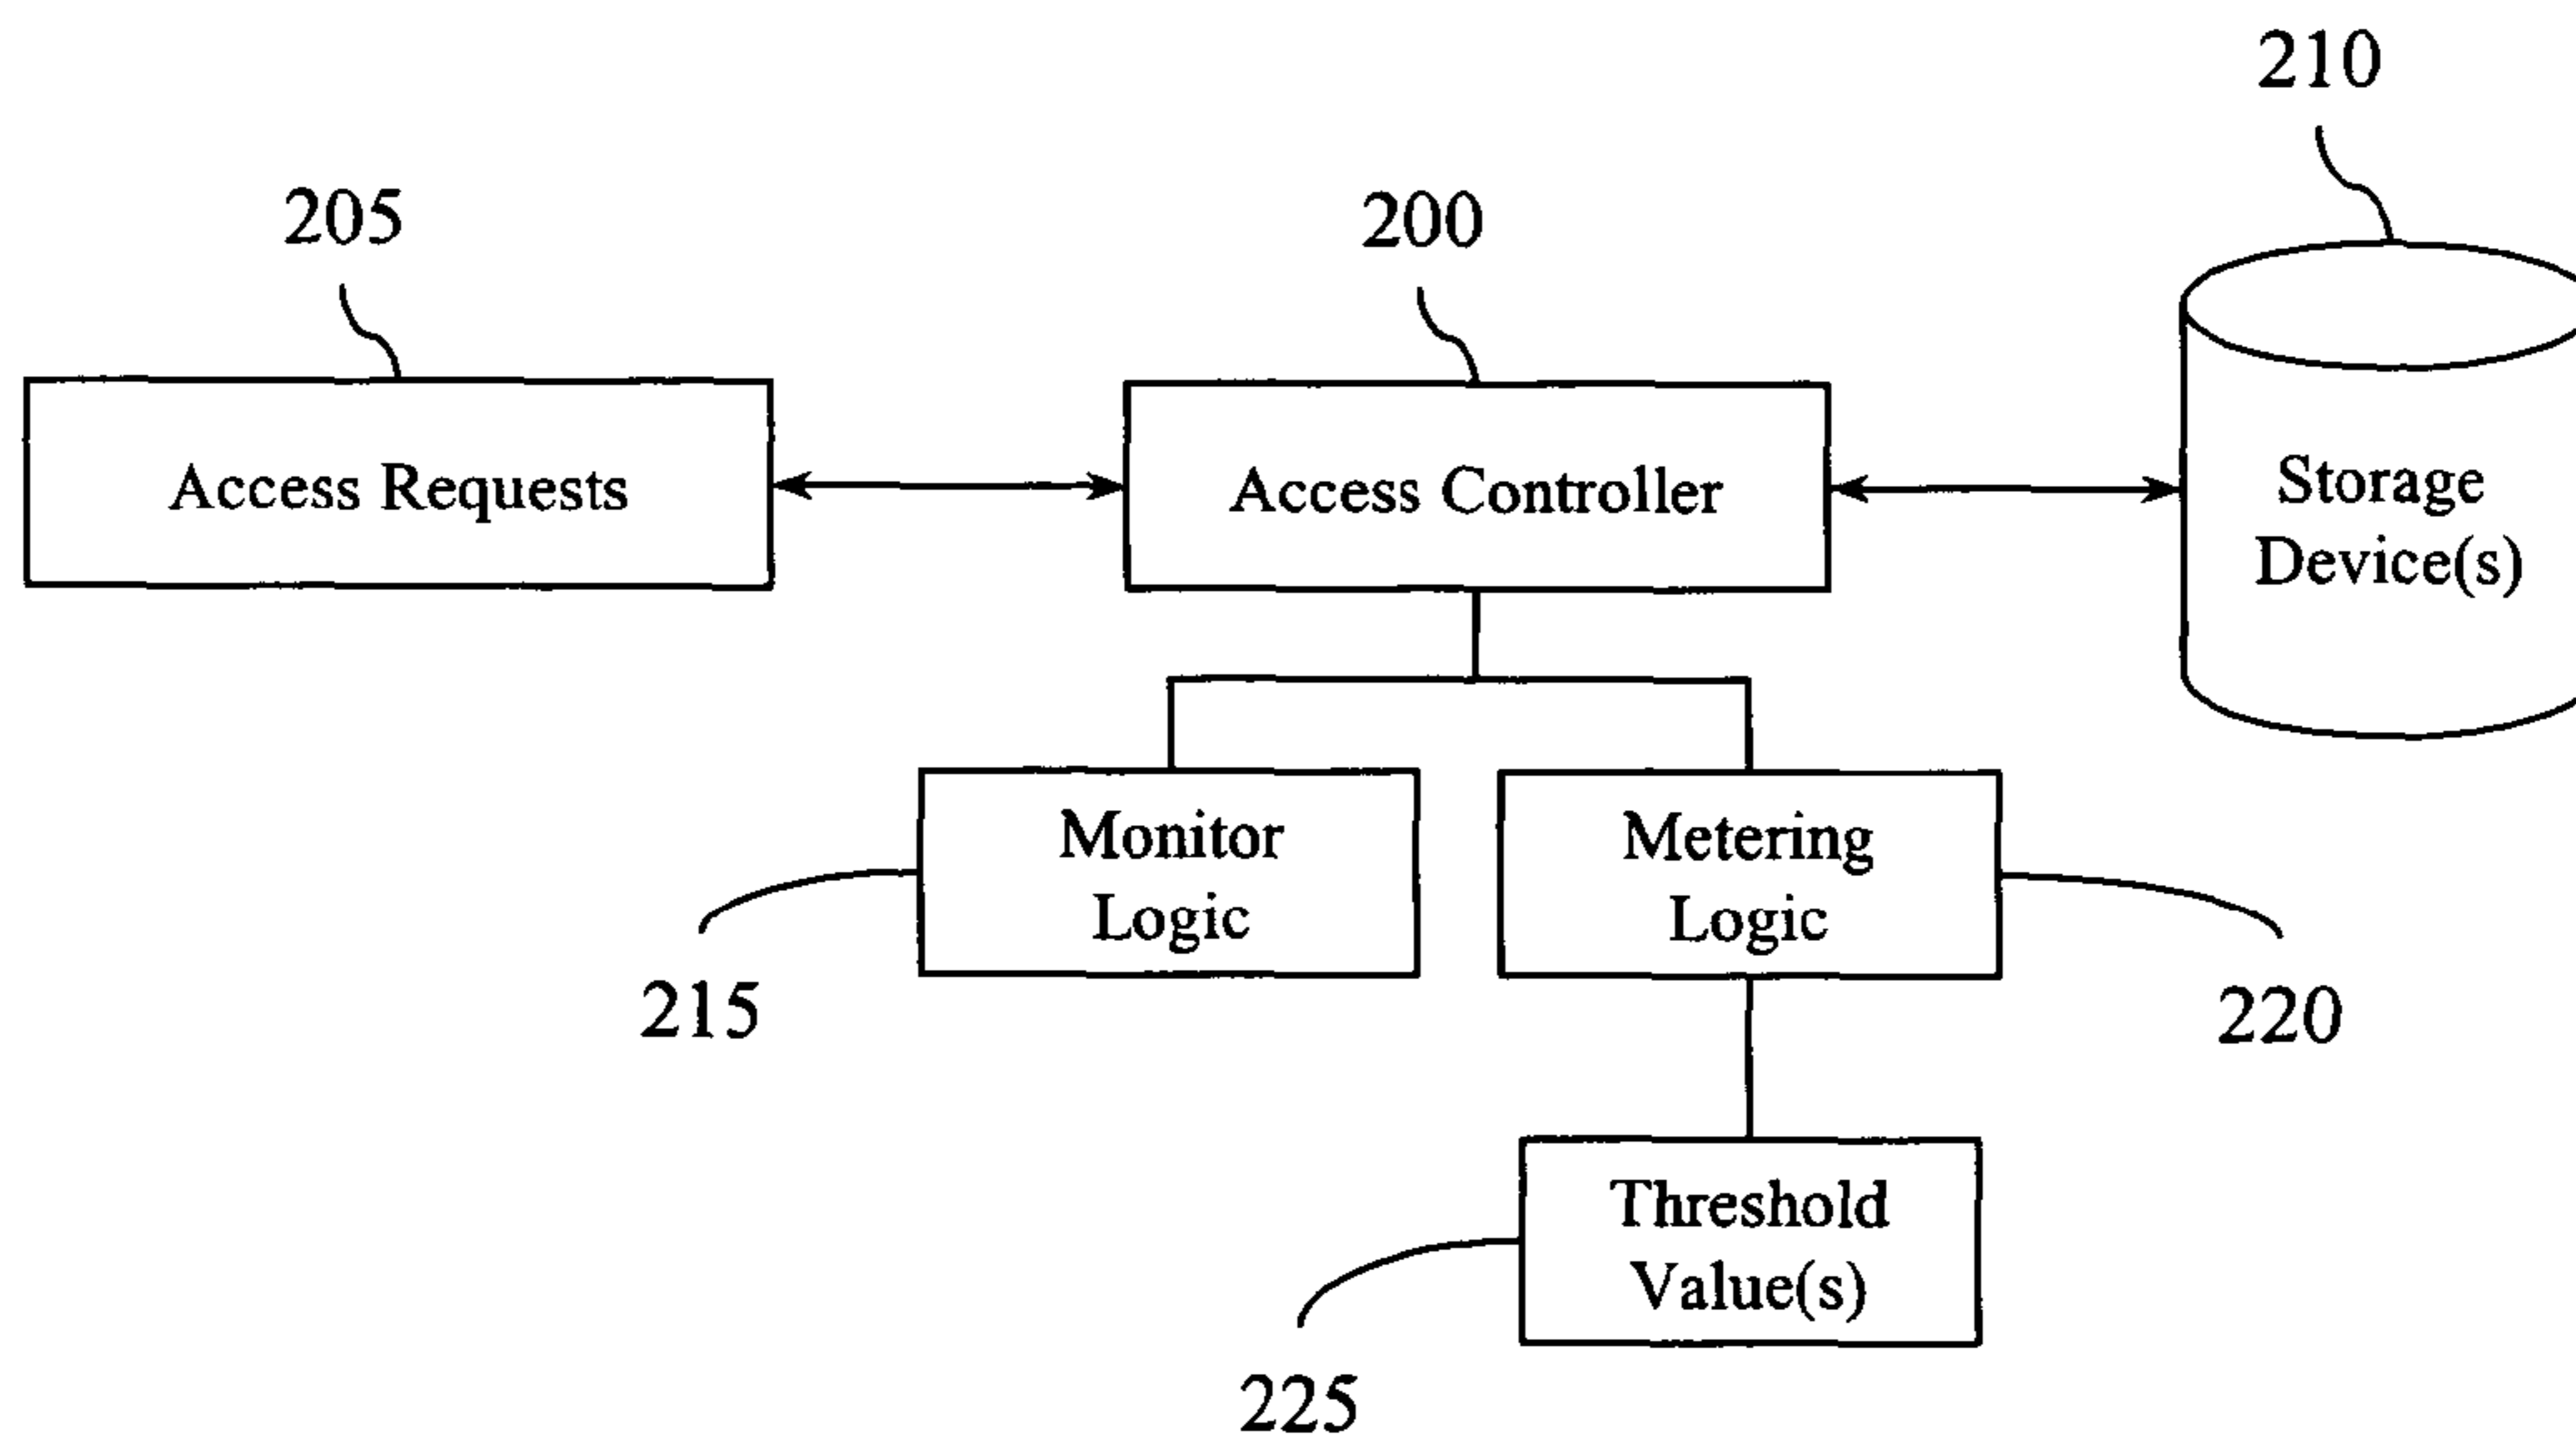 210
205
200
Access Requests
Access Controller
Storage
Device(s)
Monitor
Logic
Metering
Logic
215
220
Threshold
Value(s)
225